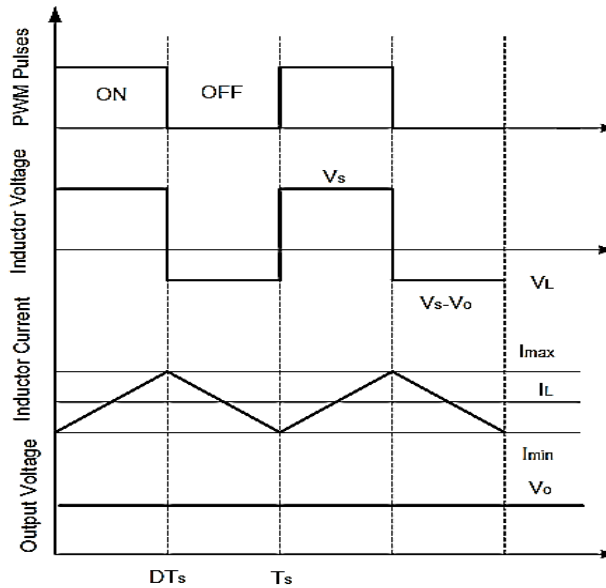 PWM Pulses
ON
OFF
Inductor Voltage
Vs
VL
Vs-Vo
Inductor Current
Imax
IL
Imin
Output Voltage
Vo
DTs
Ts